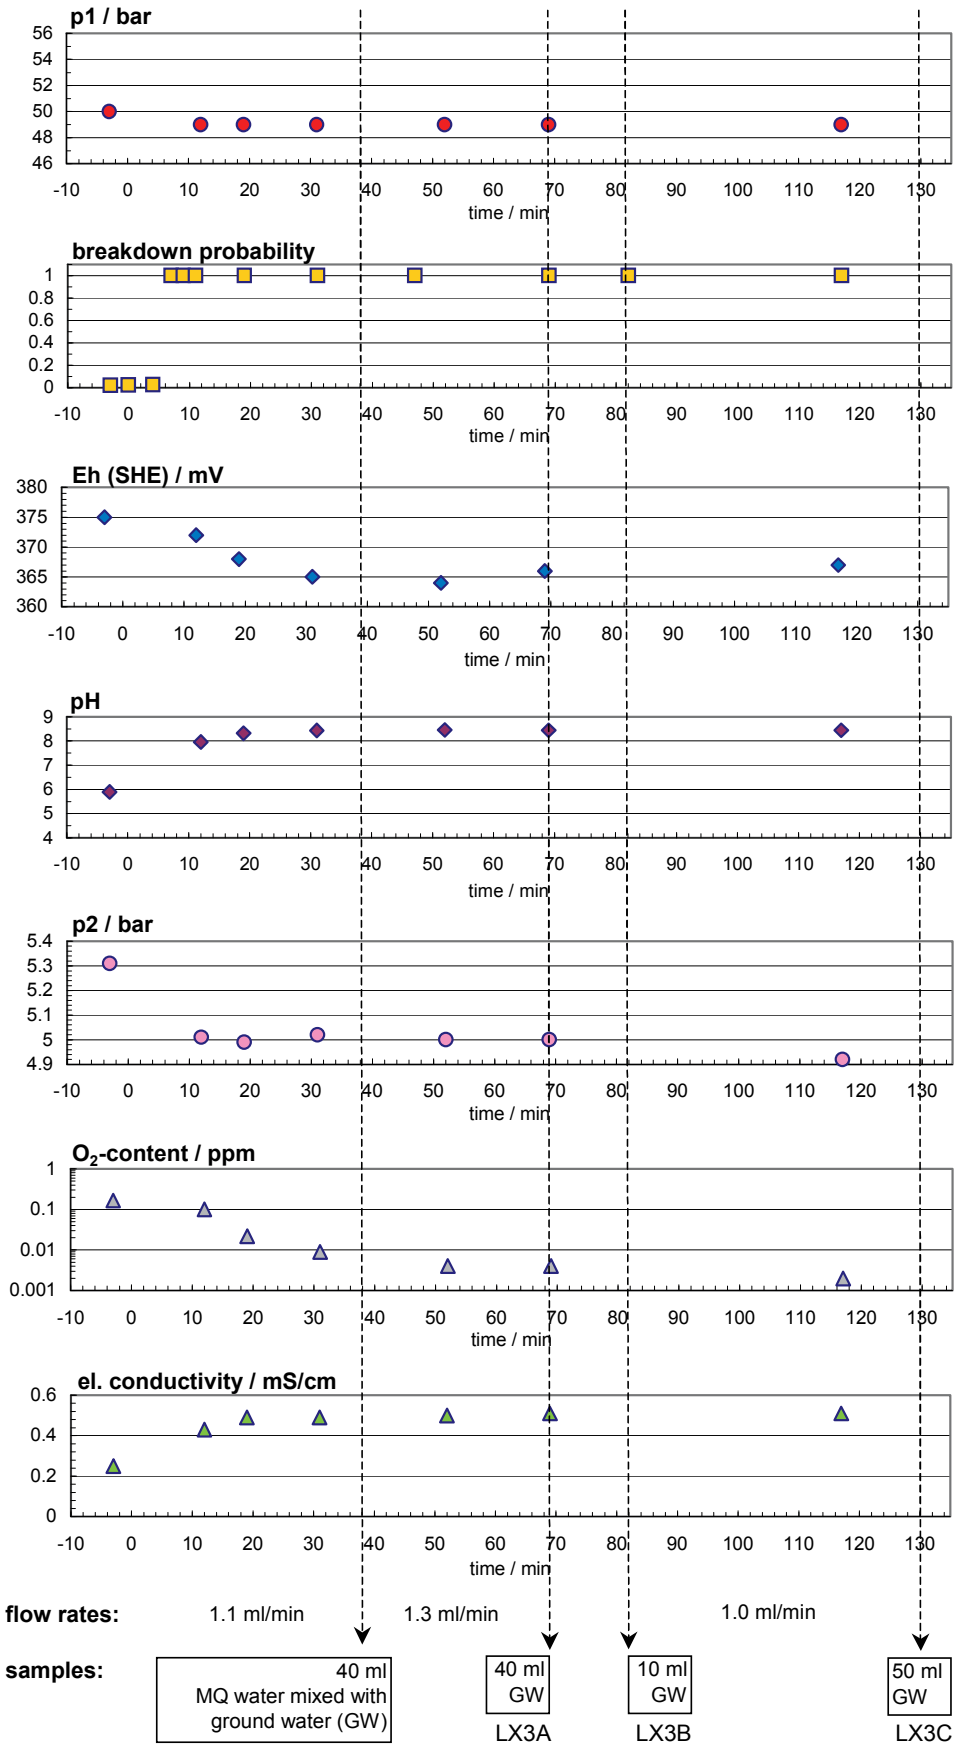 p1 / bar
56
54
52
50
48
46
-10 0 10 20 30 40 50 60 70 80 90 100 110 120 130
time / min
breakdown probability
1
0.8
0.6
0.4
0.2
0
-10 0 10 20 30 40 50 60 70 80 90 100 110 120 130
time / min
Eh (SHE) / mV
380
375
370
365
360
-10 0 10 20 30 40 50 60 70 80 90 100 110 120 130
time / min
pH
9
8
7
6
5
4
-10 0 10 20 30 40 50 60 70 80 90 100 110 120 130
time / min
p2 / bar
5.4
5.3
5.2
5.1
5
4.9
-10 0 10 20 30 40 50 60 70 80 90 100 110 120 130
time / min
O₂-content / ppm
1
0.1
0.01
0.001
-10 0 10 20 30 40 50 60 70 80 90 100 110 120 130
time / min
el. conductivity / mS/cm
0.6
0.4
0.2
0
-10 0 10 20 30 40 50 60 70 80 90 100 110 120 130
time / min
flow rates: 1.1 ml/min 1.3 ml/min 1.0 ml/min
samples:
40 ml
MQ water mixed with
ground water (GW)
40 ml
GW
LX3A
10 ml
GW
LX3B
50 ml
GW
LX3C